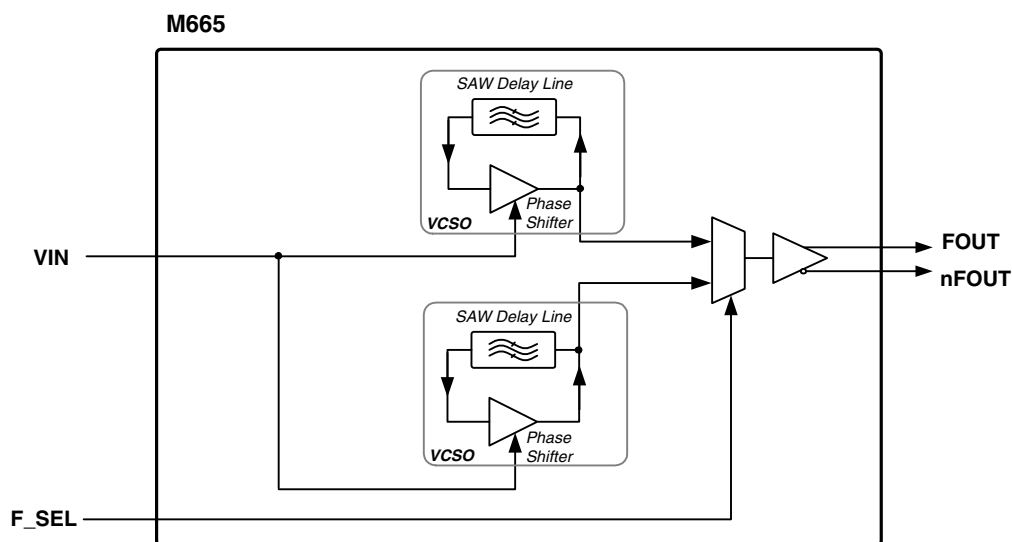 M665
SAW Delay Line
Phase
Shifter
VCSO
VIN
FOUT
nFOUT
SAW Delay Line
Phase
Shifter
VCSO
F_SEL